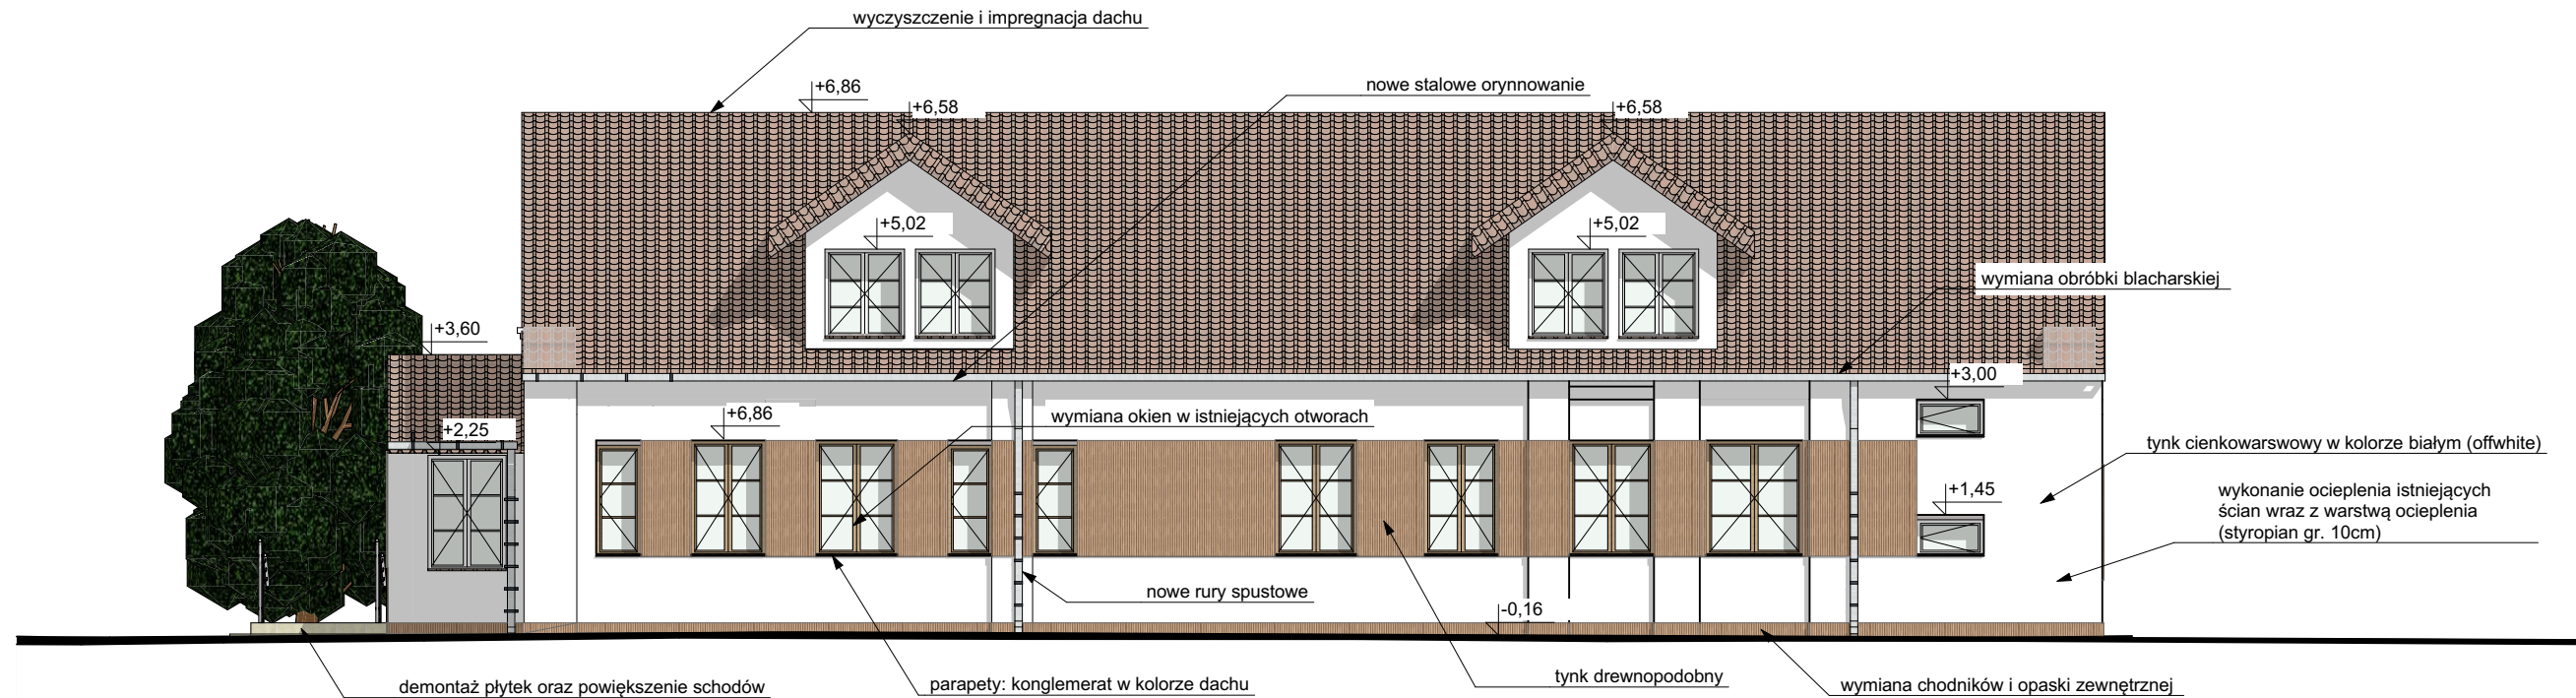 wyczyszczenie i impregnacja dachu
nowe stalowe orynnowanie
+6,86
+6,58
+6,58
+5,02
+5,02
wymiana obróbki blacharskiej
+3,60
+3,00
+6,86
wymiana okien w istniejących otworach
+2,25
tynk cienkowarswowy w kolorze białym (offwhite)
+1,45
wykonanie ocieplenia istniejących
ścian wraz z warstwą ocieplenia
(styropian gr. 10cm)
nowe rury spustowe
-0,16
demontaż płytek oraz powiększenie schodów
parapety: konglemerat w kolorze dachu
tynk drewnopodobny
wymiana chodników i opaski zewnętrznej